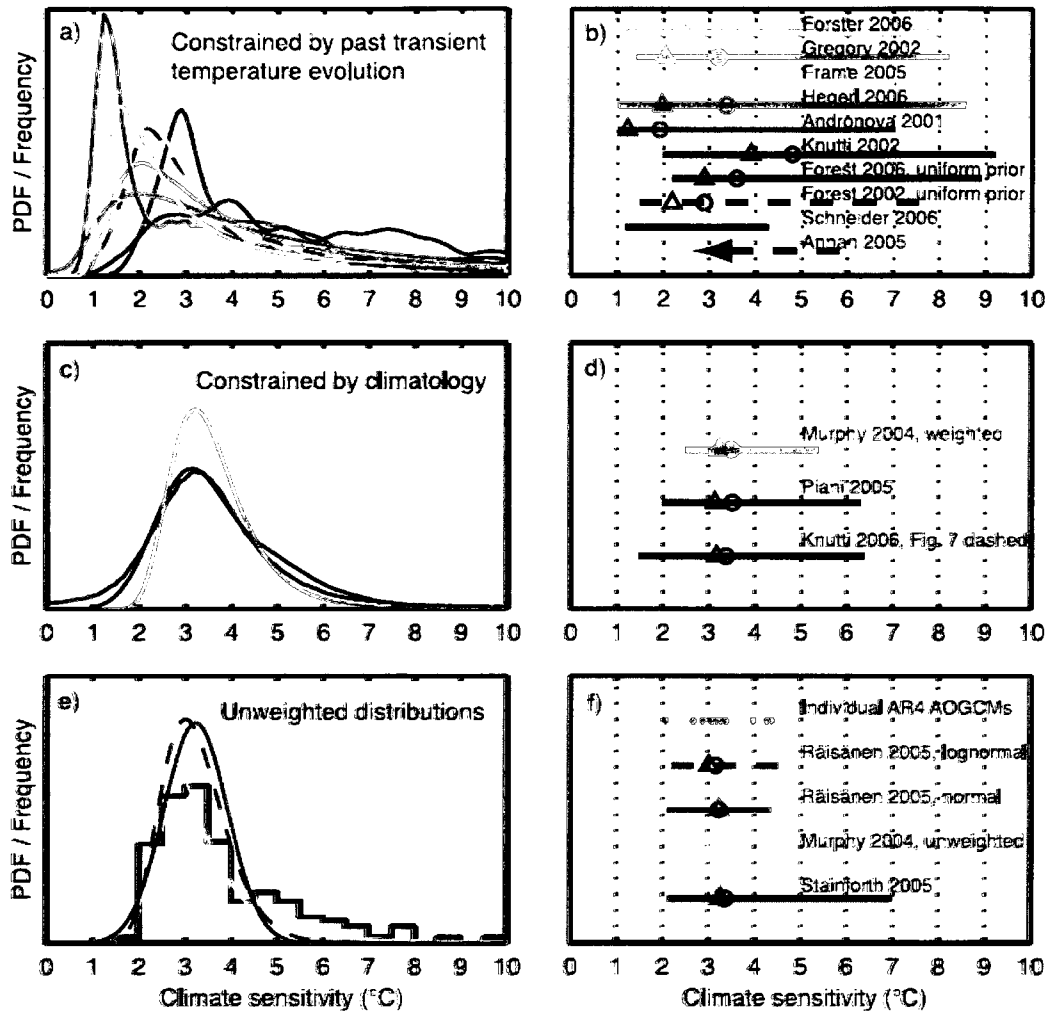 a)
Constrained by past transient
temperature evolution
PDF / Frequency
0 1 2 3 4 5 6 7 8 9 10
b)
Forster 2006
Gregory 2002
Frame 2005
Hegerl 2006
Andronova 2001
Knutti 2002
Forest 2006, uniform prior
Forest 2002, uniform prior
Schneider 2006
Annan 2005
0 1 2 3 4 5 6 7 8 9 10
c)
Constrained by climatology
PDF / Frequency
0 1 2 3 4 5 6 7 8 9 10
d)
Murphy 2004, weighted
Piani 2005
Knutti 2006, Fig. 7 dashed
0 1 2 3 4 5 6 7 8 9 10
e)
Unweighted distributions
PDF / Frequency
0 1 2 3 4 5 6 7 8 9 10
Climate sensitivity (°C)
f)
Individual AR4 AOGCMs
Räisänen 2005, lognormal
Räisänen 2005, normal
Murphy 2004, unweighted
Stainforth 2005
0 1 2 3 4 5 6 7 8 9 10
Climate sensitivity (°C)